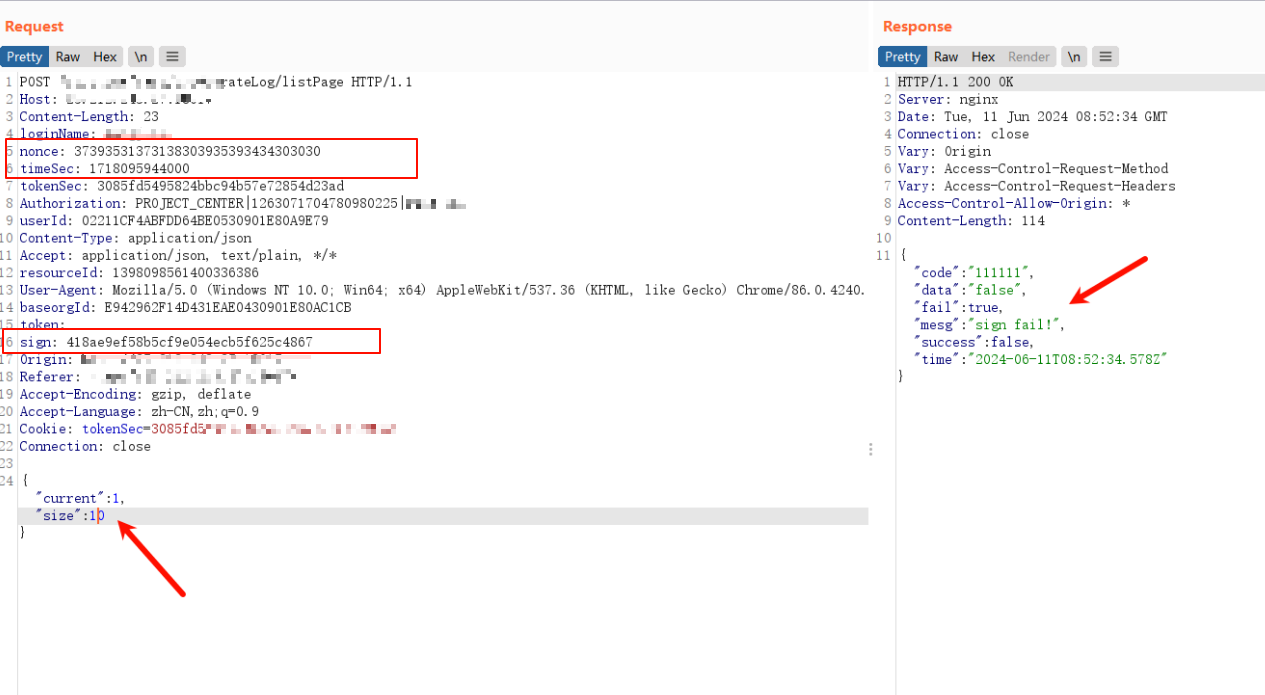 Request
Pretty Raw Hex \n
1 POST rateLog/listPage HTTP/1.1
2 Host:
3 Content-Length: 23
4 loginName:
5 nonce: 37393531373138303935393434303030
6 timeSec: 1718095944000
7 tokenSec: 3085fd5495824bbc94b57e72854d23ad
8 Authorization: PROJECT_CENTER|1263071704780980225|
9 userId: 02211CF4ABFDD64BE0530901E80A9E79
10 Content-Type: application/json
11 Accept: application/json, text/plain, */*
12 resourceId: 1398098561400336386
13 User-Agent: Mozilla/5.0 (Windows NT 10.0; Win64; x64) AppleWebKit/537.36 (KHTML, like Gecko) Chrome/86.0.4240.
14 baseorgId: E942962F14D431EAE0430901E80AC1CB
15 token:
16 sign: 418ae9ef58b5cf9e054ecb5f625c4867
17 Origin:
18 Referer:
19 Accept-Encoding: gzip, deflate
20 Accept-Language: zh-CN,zh;q=0.9
21 Cookie: tokenSec=3085fd5
22 Connection: close
23
24 {
"current":1,
"size":10
}
Response
Pretty Raw Hex Render \n
1 HTTP/1.1 200 OK
2 Server: nginx
3 Date: Tue, 11 Jun 2024 08:52:34 GMT
4 Connection: close
5 Vary: Origin
6 Vary: Access-Control-Request-Method
7 Vary: Access-Control-Request-Headers
8 Access-Control-Allow-Origin: *
9 Content-Length: 114
10
11 {
"code":"111111",
"data":"false",
"fail":true,
"mesg":"sign fail!",
"success":false,
"time":"2024-06-11T08:52:34.578Z"
}